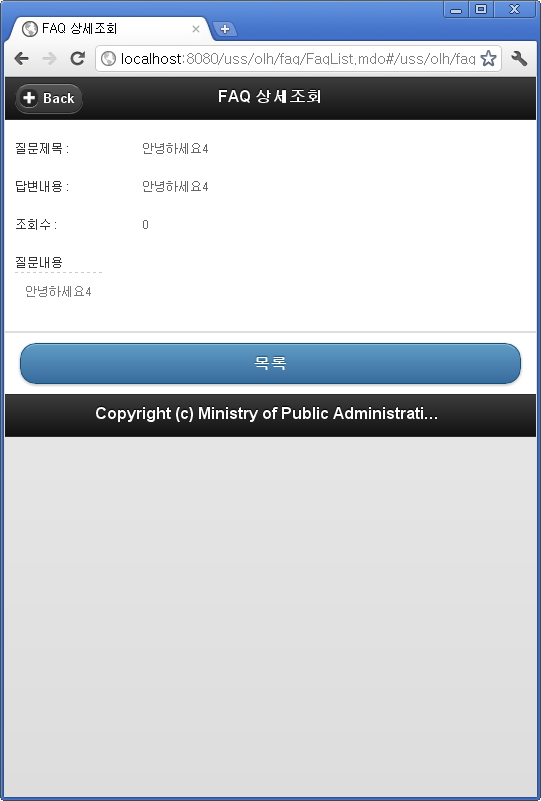 FAQ 상세조회
localhost:8080/uss/olh/faq/FaqList.mdo#/uss/olh/faq
Back
FAQ 상세조회
질문제목 : 안녕하세요4
답변내용 : 안녕하세요4
조회수 : 0
질문내용
안녕하세요4
목록
Copyright (c) Ministry of Public Administrati...